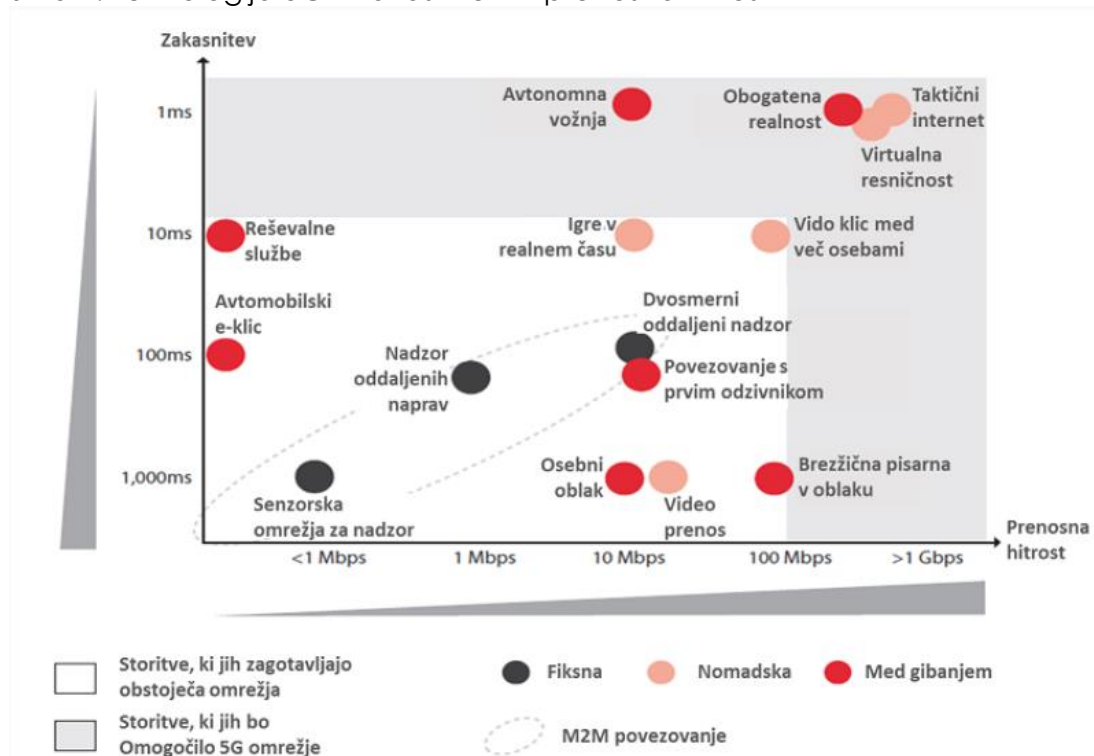 Zakasnitev
1ms
Avtonomna
vožnja
Obogatena
realnost
Taktični
internet
Virtualna
resničnost
10ms
Reševalne
službe
Igre v
realnem času
Vido klic med
več osebami
Avtomobilski
e-klic
Dvosmerni
oddaljeni nadzor
100ms
Nadzor
oddaljenih
naprav
Povezovanje s
prvim odzivnikom
1,000ms
Senzorska
omrežja za nadzor
Osebni
oblak
Video
prenos
Brezžična pisarna
v oblaku
Prenosna
hitrost
<1 Mbps
1 Mbps
10 Mbps
100 Mbps
>1 Gbps
Storitve, ki jih zagotavljajo
obstoječa omrežja
Fiksna
Nomadska
Med gibanjem
Storitve, ki jih bo
Omogočilo 5G omrežje
M2M povezovanje